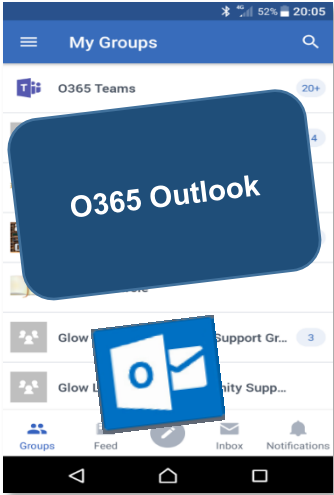 4G 52% 20:05
My Groups
O365 Teams 20+
4
O365 Outlook
Glow Support Gr... 3
Glow L nity Supp...
O
Groups Feed Inbox Notifications